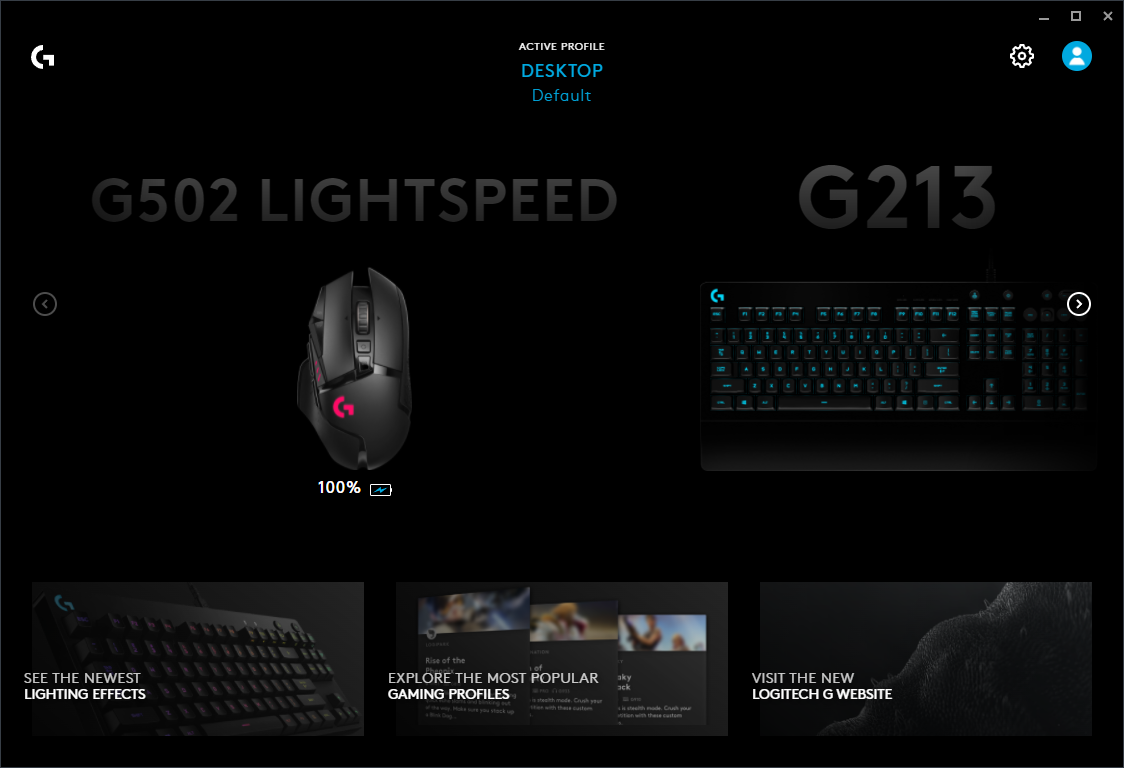 ACTIVE PROFILE
DESKTOP
Default
G502 LIGHTSPEED
G213
100%
SEE THE NEWEST
LIGHTING EFFECTS
Rise of the
EXPLORE THE MOST POPULAR
GAMING PROFILES
VISIT THE NEW
LOGITECH G WEBSITE